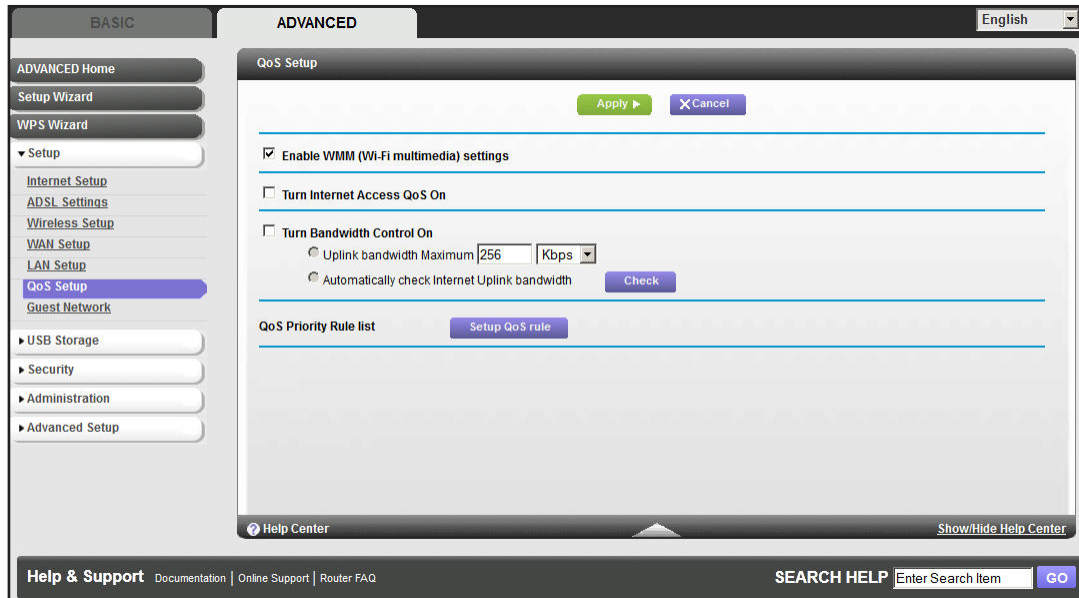 BASIC
ADVANCED
English
ADVANCED Home
Setup Wizard
WPS Wizard
Setup
Internet Setup
ADSL Settings
Wireless Setup
WAN Setup
LAN Setup
QoS Setup
Guest Network
USB Storage
Security
Administration
Advanced Setup
QoS Setup
Apply
Cancel
Enable WMM (Wi-Fi multimedia) settings
Turn Internet Access QoS On
Turn Bandwidth Control On
Uplink bandwidth Maximum 256 Kbps
Automatically check Internet Uplink bandwidth Check
QoS Priority Rule list Setup QoS rule
? Help Center Show/Hide Help Center
Help & Support Documentation | Online Support | Router FAQ
SEARCH HELP Enter Search Item GO